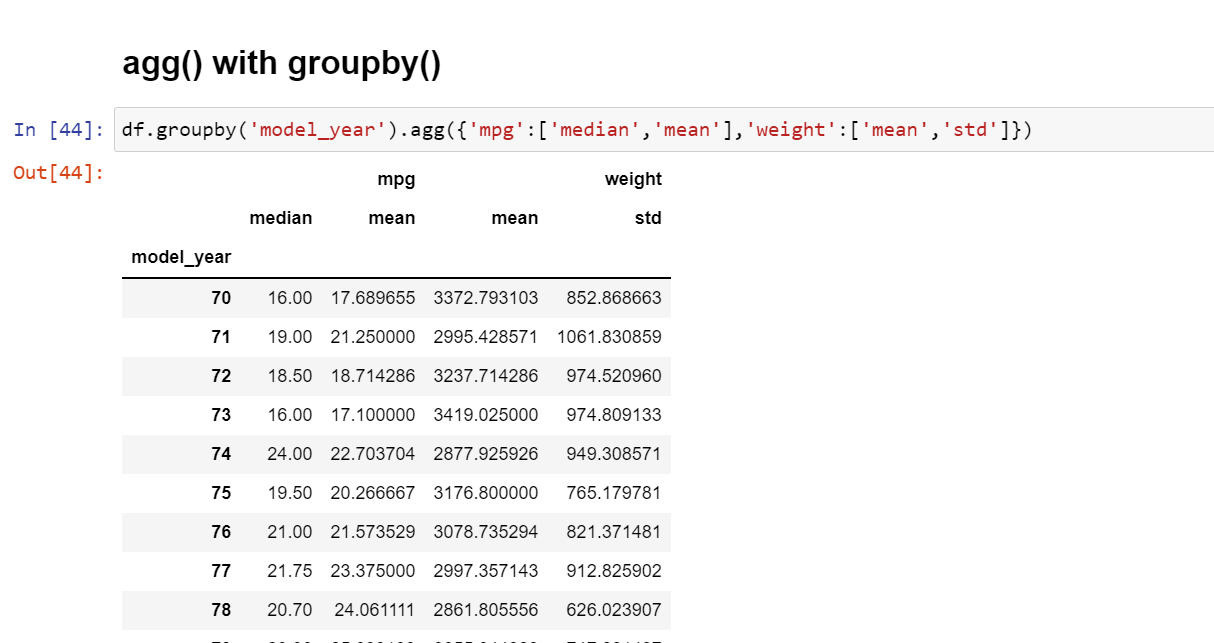 agg() with groupby()
In [44]: df.groupby('model_year').agg({'mpg':['median','mean'],'weight':['mean','std']})
Out[44]:
mpg weight
median mean mean std
model_year
70 16.00 17.689655 3372.793103 852.868663
71 19.00 21.250000 2995.428571 1061.830859
72 18.50 18.714286 3237.714286 974.520960
73 16.00 17.100000 3419.025000 974.809133
74 24.00 22.703704 2877.925926 949.308571
75 19.50 20.266667 3176.800000 765.179781
76 21.00 21.573529 3078.735294 821.371481
77 21.75 23.375000 2997.357143 912.825902
78 20.70 24.061111 2861.805556 626.023907